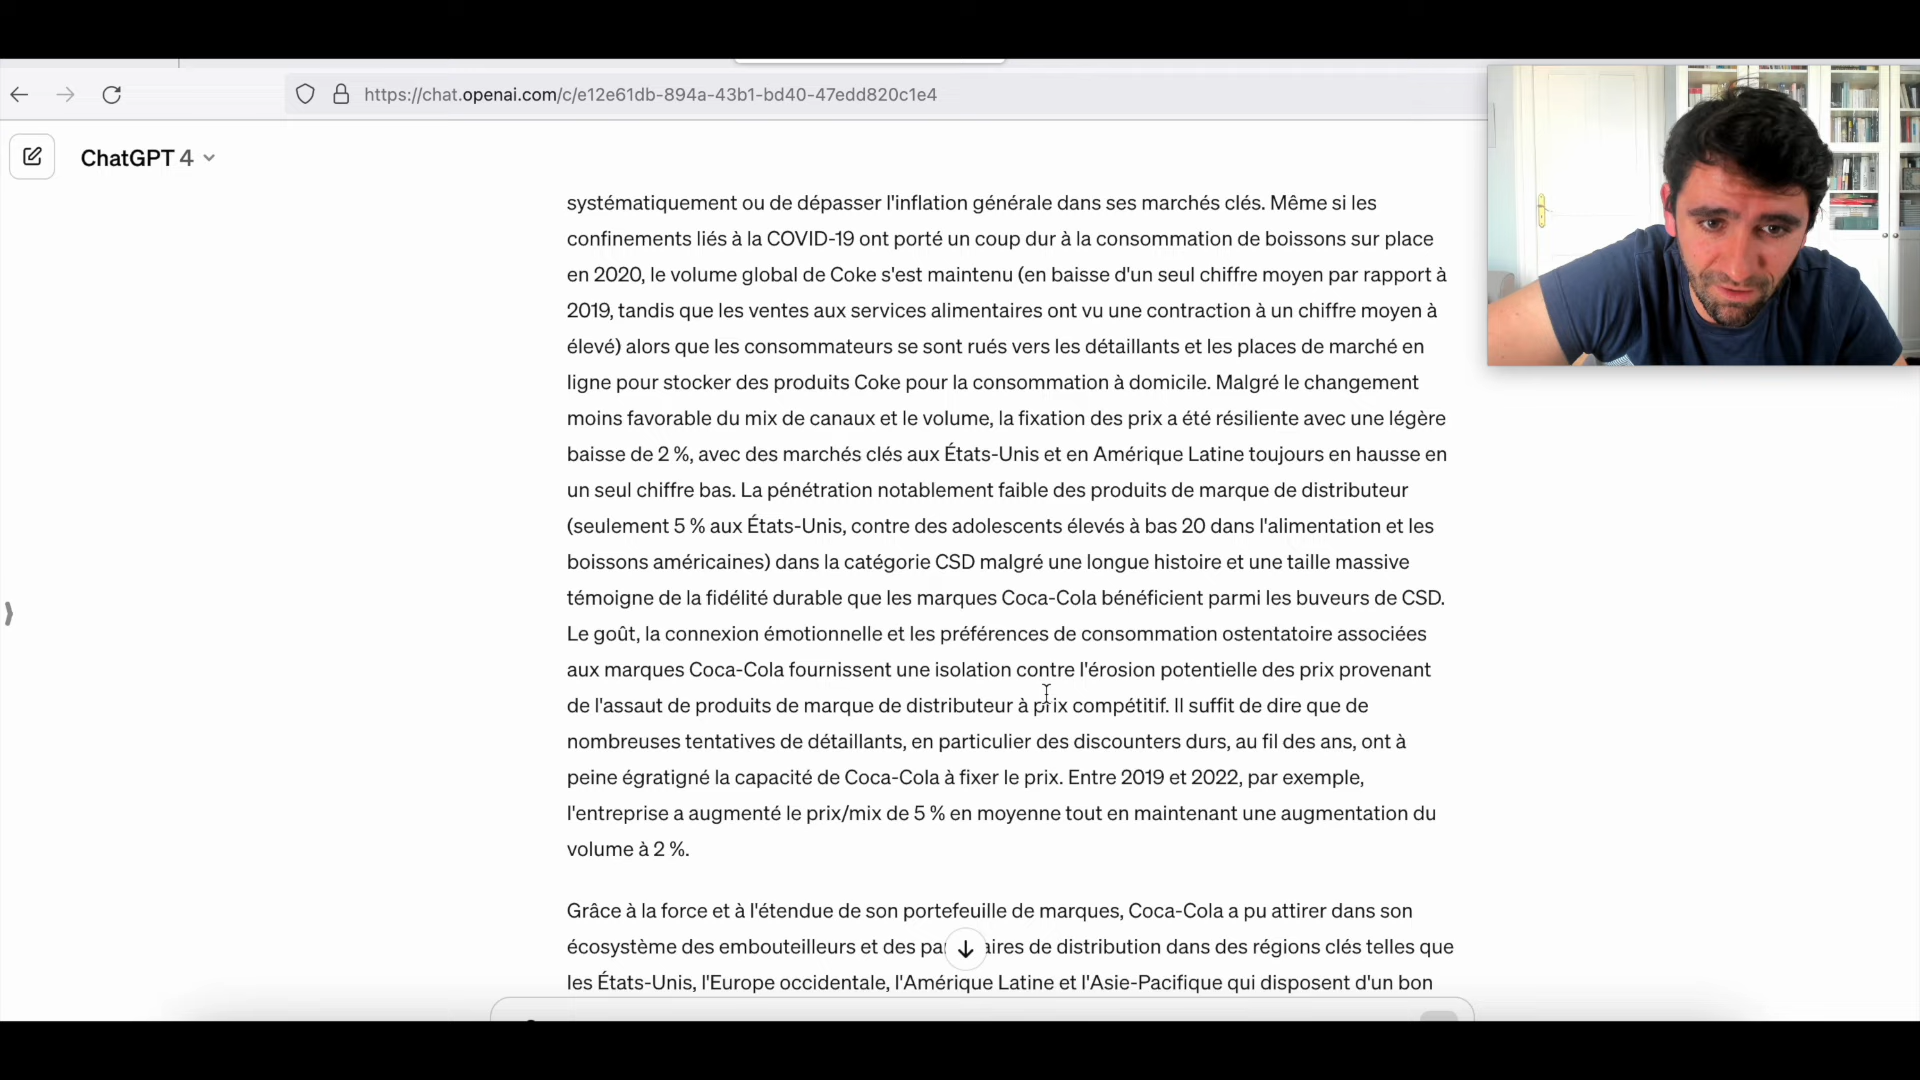 https://chat.openai.com/c/e12e61db-894a-43b1-bd40-47edd820c1e4
ChatGPT 4
systématiquement ou de dépasser l'inflation générale dans ses marchés clés. Même si les
confinements liés à la COVID-19 ont porté un coup dur à la consommation de boissons sur place
en 2020, le volume global de Coke s'est maintenu (en baisse d'un seul chiffre moyen par rapport à
2019, tandis que les ventes aux services alimentaires ont vu une contraction à un chiffre moyen à
élevé) alors que les consommateurs se sont rués vers les détaillants et les places de marché en
ligne pour stocker des produits Coke pour la consommation à domicile. Malgré le changement
moins favorable du mix de canaux et le volume, la fixation des prix a été résiliente avec une légère
baisse de 2 %, avec des marchés clés aux États-Unis et en Amérique Latine toujours en hausse en
un seul chiffre bas. La pénétration notablement faible des produits de marque de distributeur
(seulement 5 % aux États-Unis, contre des adolescents élevés à bas 20 dans l'alimentation et les
boissons américaines) dans la catégorie CSD malgré une longue histoire et une taille massive
témoigne de la fidélité durable que les marques Coca-Cola bénéficient parmi les buveurs de CSD.
Le goût, la connexion émotionnelle et les préférences de consommation ostentatoire associées
aux marques Coca-Cola fournissent une isolation contre l'érosion potentielle des prix provenant
de l'assaut de produits de marque de distributeur à prix compétitif. Il suffit de dire que de
nombreuses tentatives de détaillants, en particulier des discounters durs, au fil des ans, ont à
peine égratigné la capacité de Coca-Cola à fixer le prix. Entre 2019 et 2022, par exemple,
l'entreprise a augmenté le prix/mix de 5 % en moyenne tout en maintenant une augmentation du
volume à 2 %.
Grâce à la force et à l'étendue de son portefeuille de marques, Coca-Cola a pu attirer dans son
écosystème des embouteilleurs et des de distribution dans des régions clés telles que
les États-Unis, l'Europe occidentale, l'Amérique Latine et l'Asie-Pacifique qui disposent d'un bon